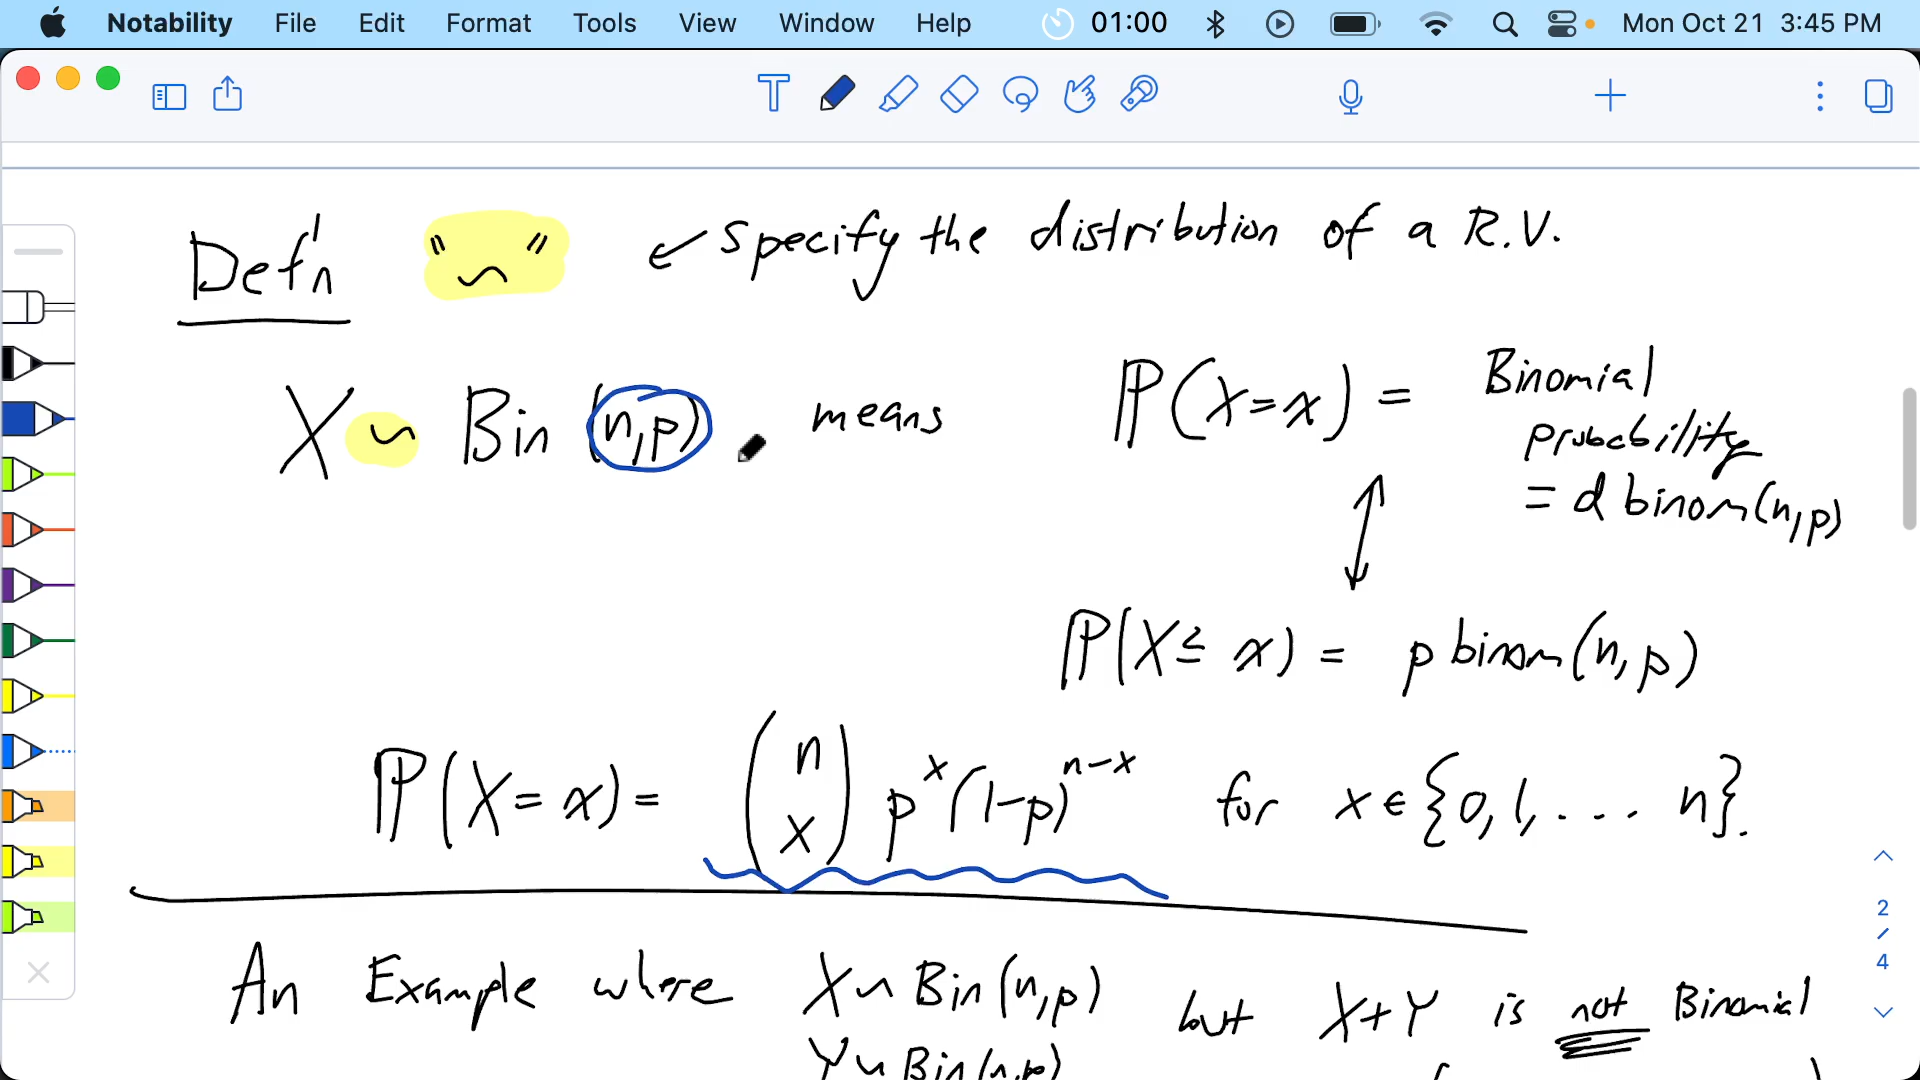 Notability File Edit Format Tools View Window Help 01:00 Mon Oct 21 3:45 PM
Def'n " ~ " ↙ specify the distribution of a R.V.
X ~ Bin (n,p) means ℙ(X=x) = Binomial
probability
= dbinom(n,p)
ℙ(X≤x) = pbinom(n,p)
ℙ(X=x) = (n x) p^x (1-p)^n-x for x ∈ {0,1,... n}.
An Example where X ~ Bin(n,p) but X+Y is not Binomial
Y ~ Bin(n,p)
2
/
4